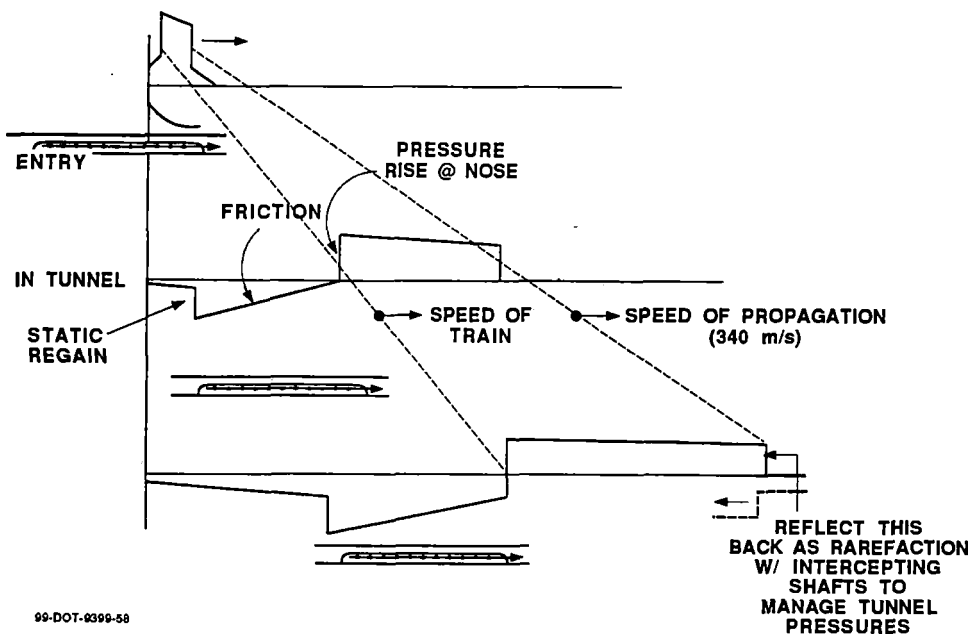 ENTRY
PRESSURE
RISE @ NOSE
FRICTION
IN TUNNEL
STATIC
REGAIN
SPEED OF
TRAIN
SPEED OF PROPAGATION
(340 m/s)
REFLECT THIS
BACK AS RAREFACTION
W/ INTERCEPTING
SHAFTS TO
MANAGE TUNNEL
PRESSURES
99-DOT-9399-58